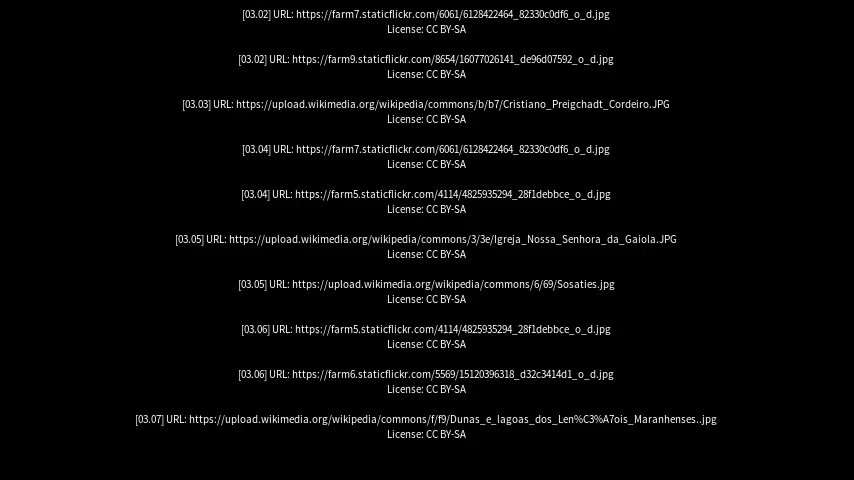 [03.02] URL: https://farm7.staticflickr.com/6061/6128422464_82330c0df6_o_d.jpg
License: CC BY-SA
[03.02] URL: https://farm9.staticflickr.com/8654/16077026141_de96d07592_o_d.jpg
License: CC BY-SA
[03.03] URL: https://upload.wikimedia.org/wikipedia/commons/b/b7/Cristiano_Preigchadt_Cordeiro.JPG
License: CC BY-SA
[03.04] URL: https://farm7.staticflickr.com/6061/6128422464_82330c0df6_o_d.jpg
License: CC BY-SA
[03.04] URL: https://farm5.staticflickr.com/4114/4825935294_28f1debbce_o_d.jpg
License: CC BY-SA
[03.05] URL: https://upload.wikimedia.org/wikipedia/commons/3/3e/Igreja_Nossa_Senhora_da_Gaiola.JPG
License: CC BY-SA
[03.05] URL: https://upload.wikimedia.org/wikipedia/commons/6/69/Sosaties.jpg
License: CC BY-SA
[03.06] URL: https://farm5.staticflickr.com/4114/4825935294_28f1debbce_o_d.jpg
License: CC BY-SA
[03.06] URL: https://farm6.staticflickr.com/5569/15120396318_d32c3414d1_o_d.jpg
License: CC BY-SA
[03.07] URL: https://upload.wikimedia.org/wikipedia/commons/f/f9/Dunas_e_lagoas_dos_Len%C3%A7ois_Maranhenses..jpg
License: CC BY-SA